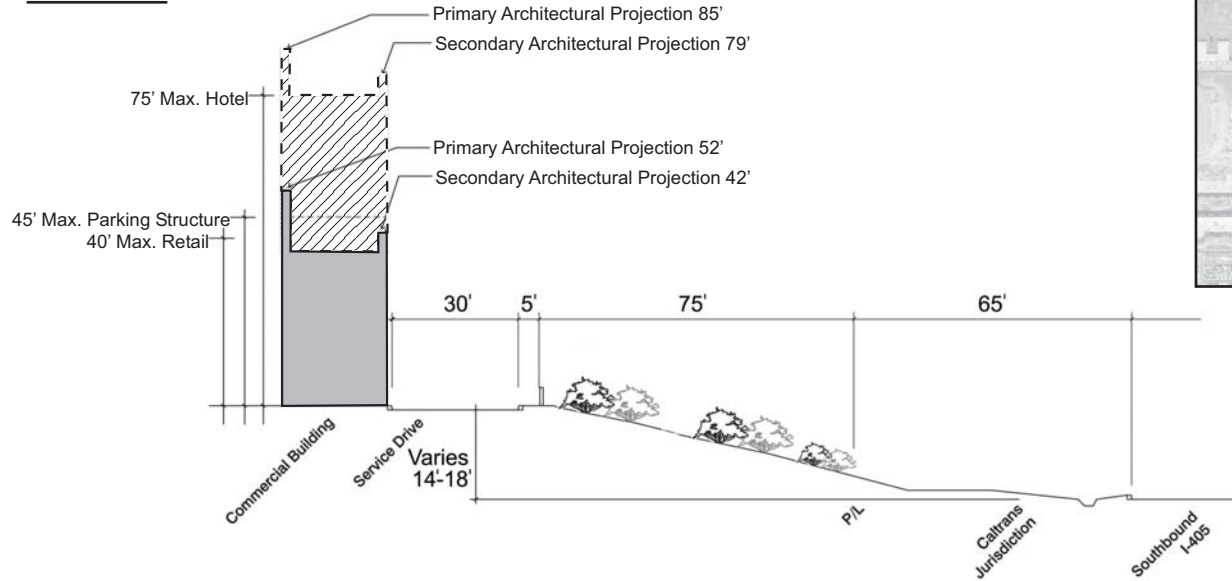 Primary Architectural Projection 85'
Secondary Architectural Projection 79'
75' Max. Hotel
Primary Architectural Projection 52'
Secondary Architectural Projection 42'
45' Max. Parking Structure
40' Max. Retail
30'
5'
75'
65'
Commercial Building
Service Drive
Varies
14'-18'
P/L
Caltrans
Jurisdiction
Southbound
I-405